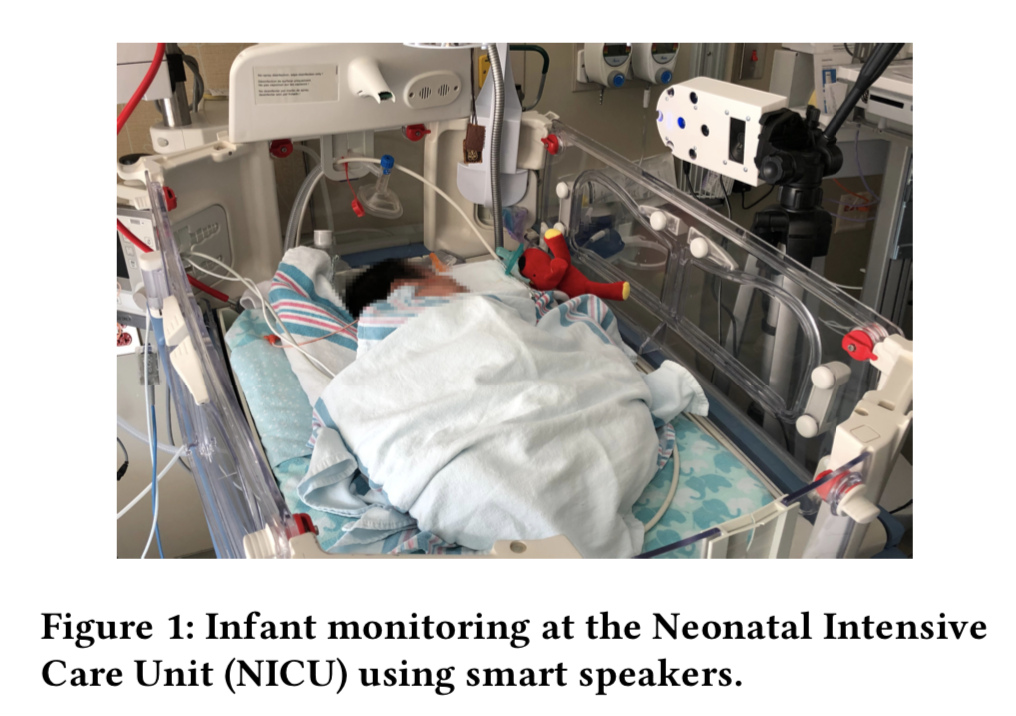 Figure 1: Infant monitoring at the Neonatal Intensive
Care Unit (NICU) using smart speakers.